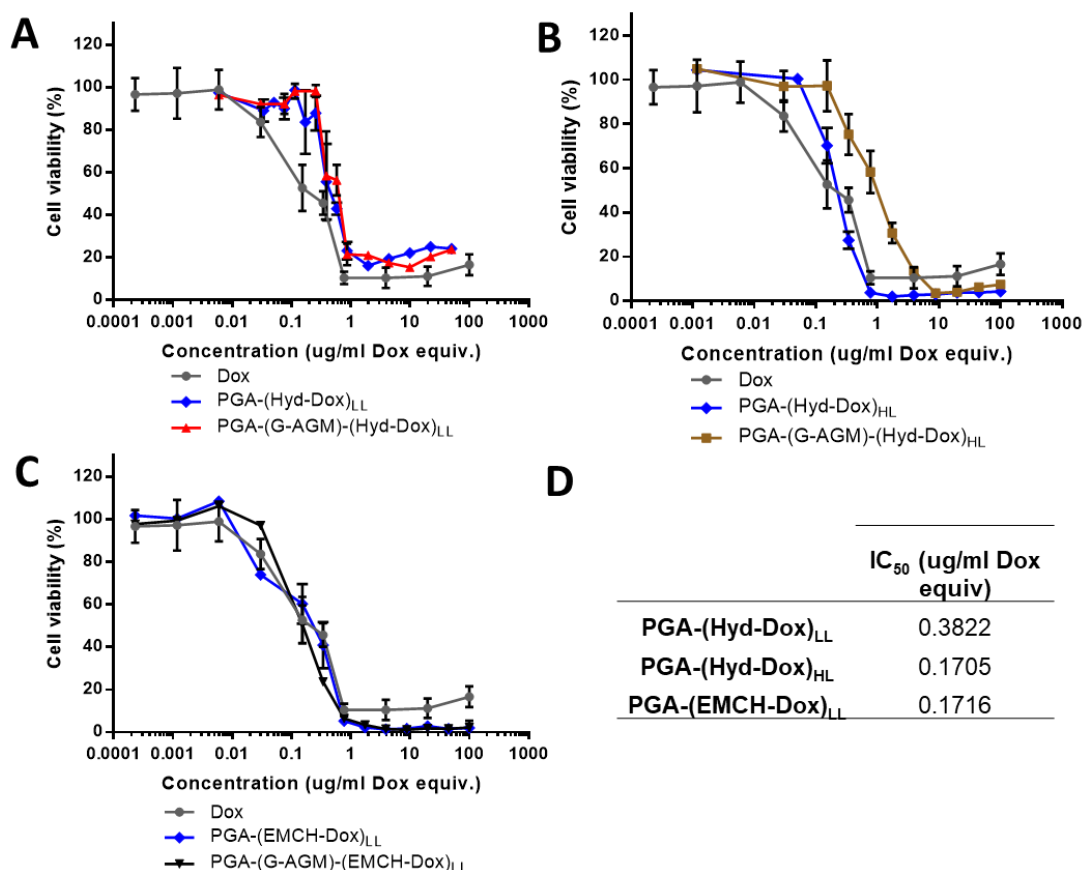 A
Cell viability (%)
120
100
80
60
40
20
0
0.0001
0.01
0.1
1
10
100
1000
Concentration (ug/ml Dox equiv.)
Dox
PGA-(Hyd-Dox)LL
PGA-(G-AGM)-(Hyd-Dox)LL
B
Cell viability (%)
120
100
80
60
40
20
0
0.0001
0.01
0.1
1
10
100
1000
Concentration (ug/ml Dox equiv.)
Dox
PGA-(Hyd-Dox)HL
PGA-(G-AGM)-(Hyd-Dox)HL
C
Cell viability (%)
120
100
80
60
40
20
0
0.0001
0.01
0.1
1
10
100
1000
Concentration (ug/ml Dox equiv.)
Dox
PGA-(EMCH-Dox)LL
PGA-(G-AGM)-(EMCH-Dox)LL
D
IC50 (ug/ml Dox
equiv)
PGA-(Hyd-Dox)LL 0.3822
PGA-(Hyd-Dox)HL 0.1705
PGA-(EMCH-Dox)LL 0.1716